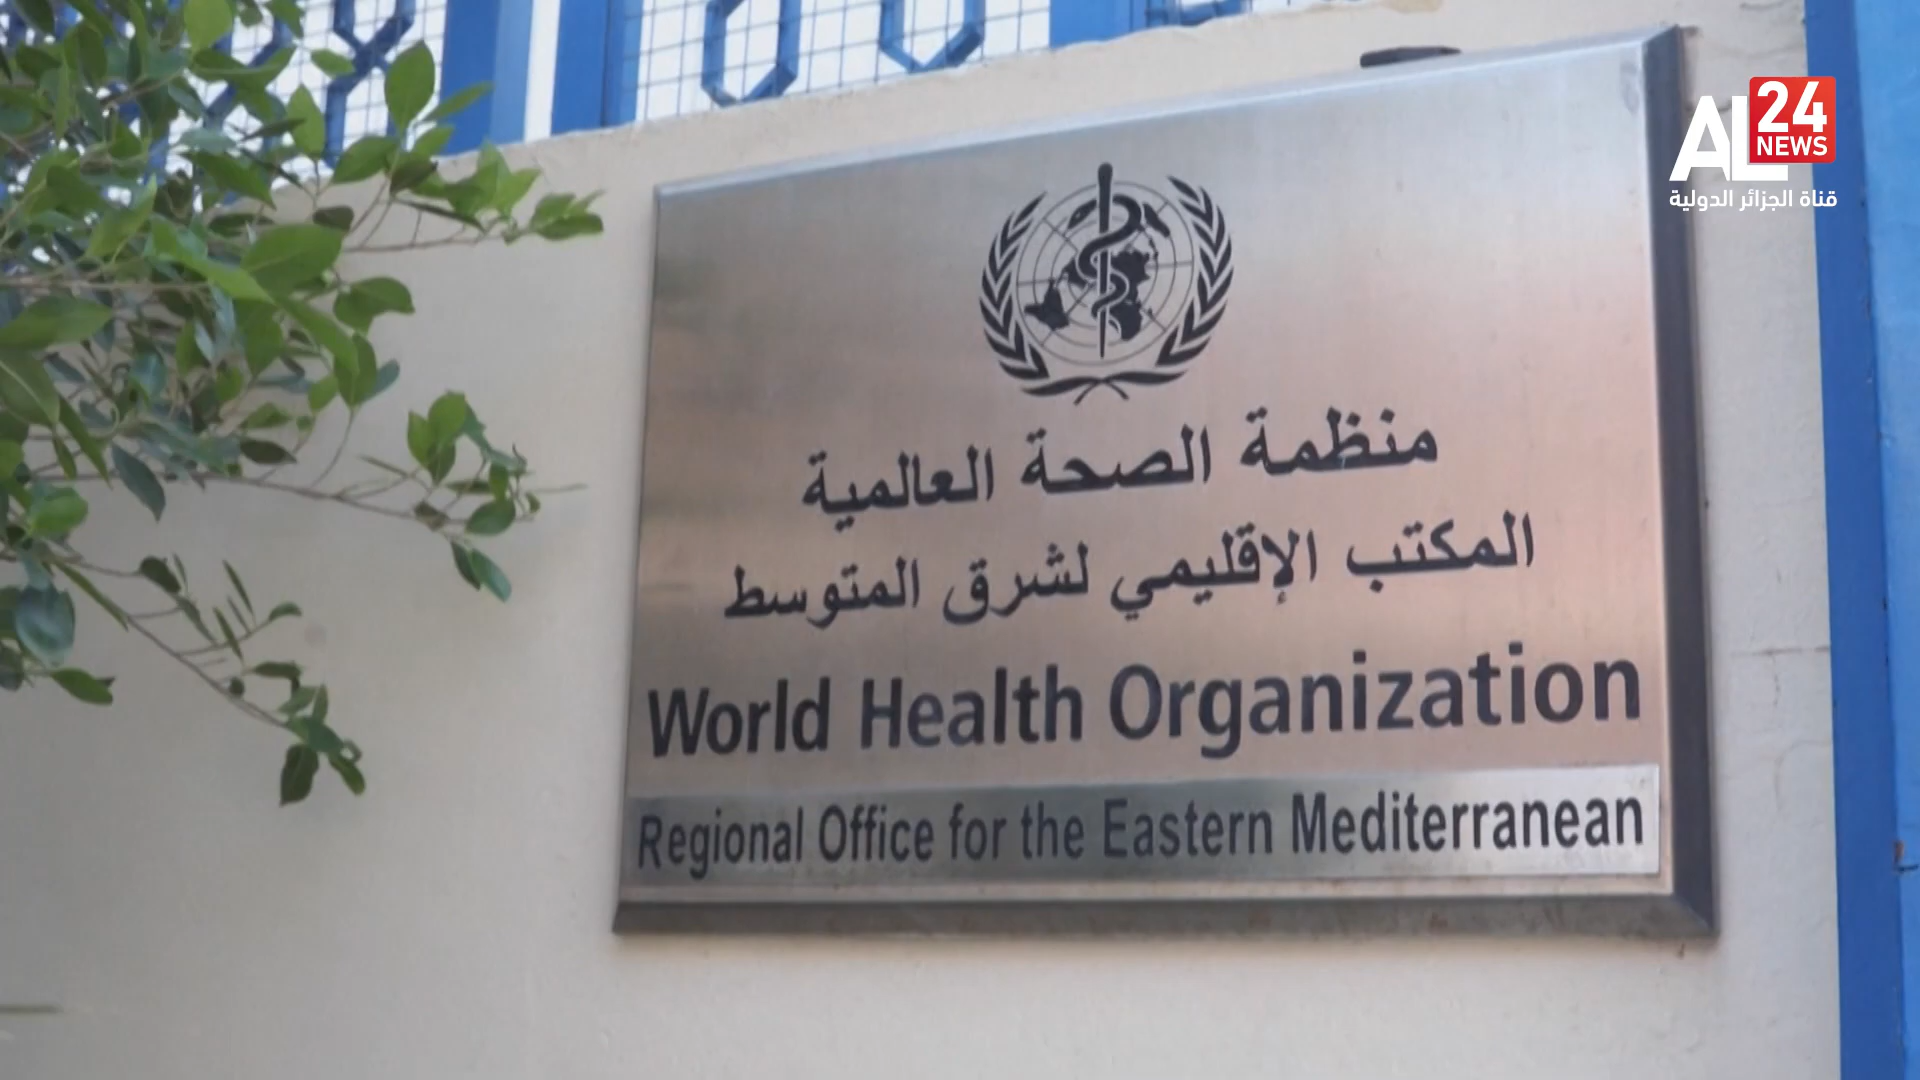 AL 24 NEWS
قناة الجزائر الدولية
منظمة الصحة العالمية
المكتب الإقليمي لشرق المتوسط
World Health Organization
Regional Office for the Eastern Mediterranean